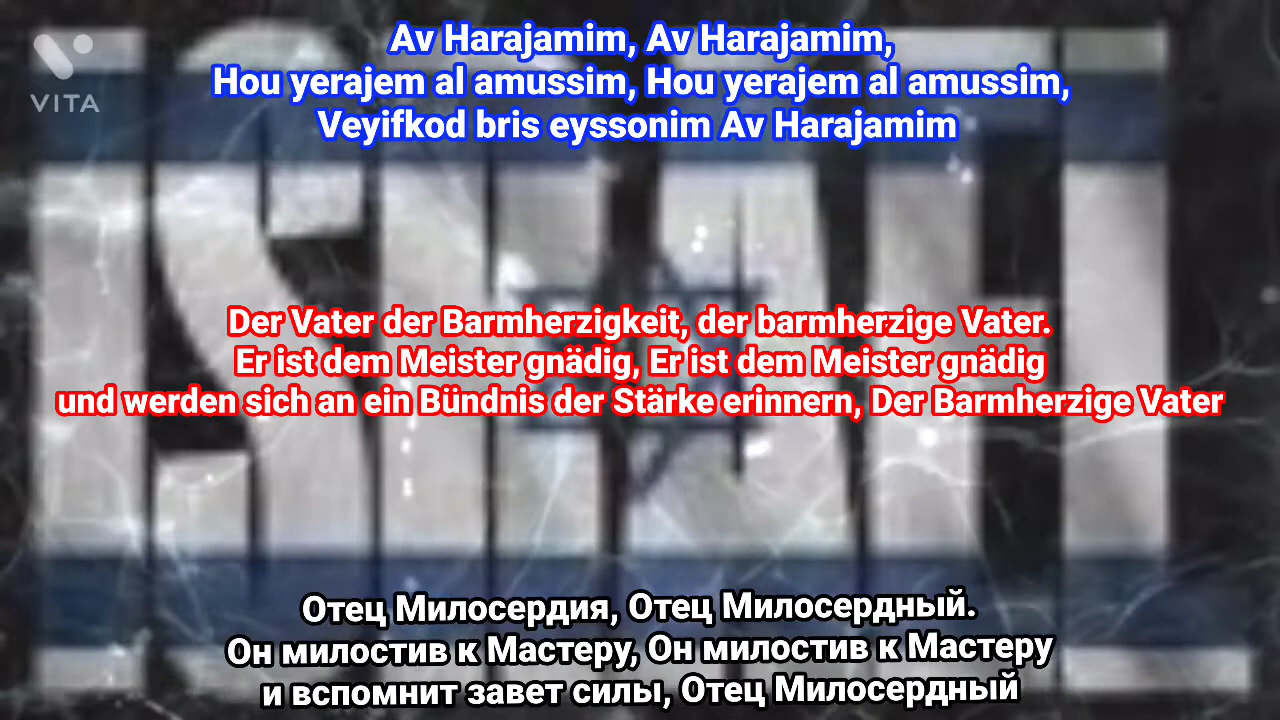 VITA
Av Harajamim, Av Harajamim,
Hou yerajem al amussim, Hou yerajem al amussim,
Veyifkod bris eyssonim Av Harajamim
ISRAEL
Der Vater der Barmherzigkeit, der barmherzige Vater.
Er ist dem Meister gnädig, Er ist dem Meister gnädig
und werden sich an ein Bündnis der Stärke erinnern, Der Barmherzige Vater
Отец Милосердия, Отец Милосердный.
Он милостив к Мастеру, Он милостив к Мастеру
и вспомнит завет силы, Отец Милосердный